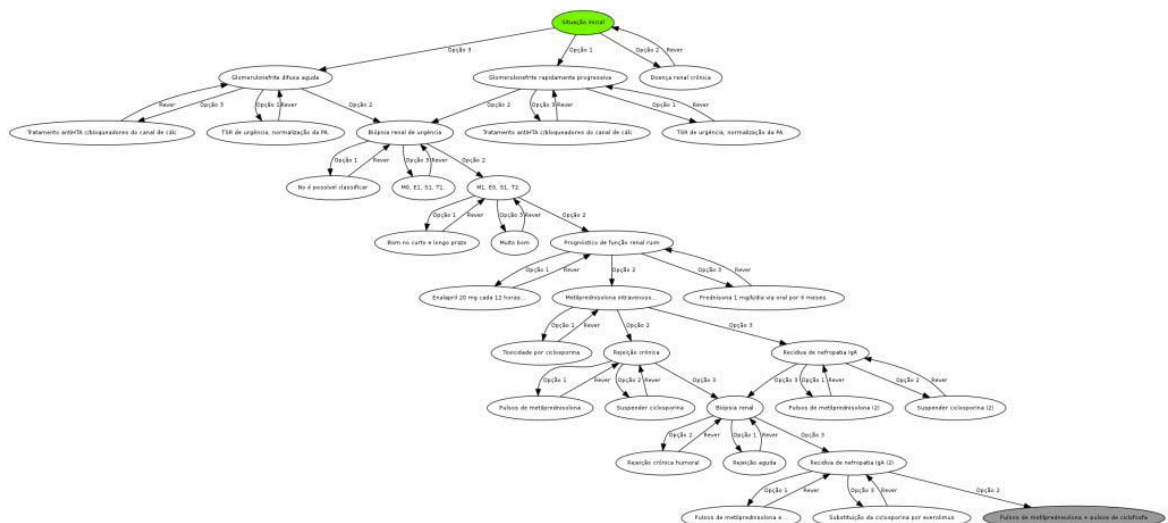 Situação inicial
Opção 3
Opção 1
Opção 2
Rever
Glomerulonefrite difusa aguda
Glomerulonefrite rapidamente progressiva
Doença renal crônica
Rever
Opção 3
Opção 1
Rever
Opção 2
Opção 2
Opção 3
Rever
Opção 1
Rever
Tratamento antiHTA c/bloqueadores do canal de cálc
TSR de urgência, normalização da PA.
Biópsia renal de urgência
Tratamento antiHTA c/bloqueadores do canal de cálc
TSR de urgência, normalização da PA.
Opção 1
Rever
Opção 3
Rever
Opção 2
No é possível classificar
M0, E1, S1, T1.
M1, E0, S1, T2.
Opção 1
Rever
Opção 3
Rever
Opção 2
Bom no curto e longo prazo
Muito bom
Prognóstico de função renal ruim
Opção 1
Rever
Opção 2
Opção 3
Rever
Enalapril 20 mg cada 12 horas...
Metilprednisolona intravenosa...
Prednisona 1 mg/k/dia via oral por 6 meses.
Opção 1
Rever
Opção 2
Opção 3
Toxicidade por ciclosporina
Rejeição crônica
Recidiva de nefropatia IgA
Opção 1
Rever
Opção 2
Rever
Opção 3
Opção 3
Opção 1
Rever
Opção 2
Rever
Pulsos de metilprednisolona
Suspender ciclosporina
Biópsia renal
Pulsos de metilprednisolona (2)
Suspender ciclosporina (2)
Opção 2
Rever
Opção 1
Rever
Opção 3
Rejeição crônica humoral
Rejeição aguda
Recidiva de nefropatia IgA (2)
Opção 1
Rever
Opção 3
Rever
Opção 2
Pulsos de metilprednisolona e...
Substituição da ciclosporina por everolimus
Pulsos de metilprednisolona e pulsos de ciclofosfa